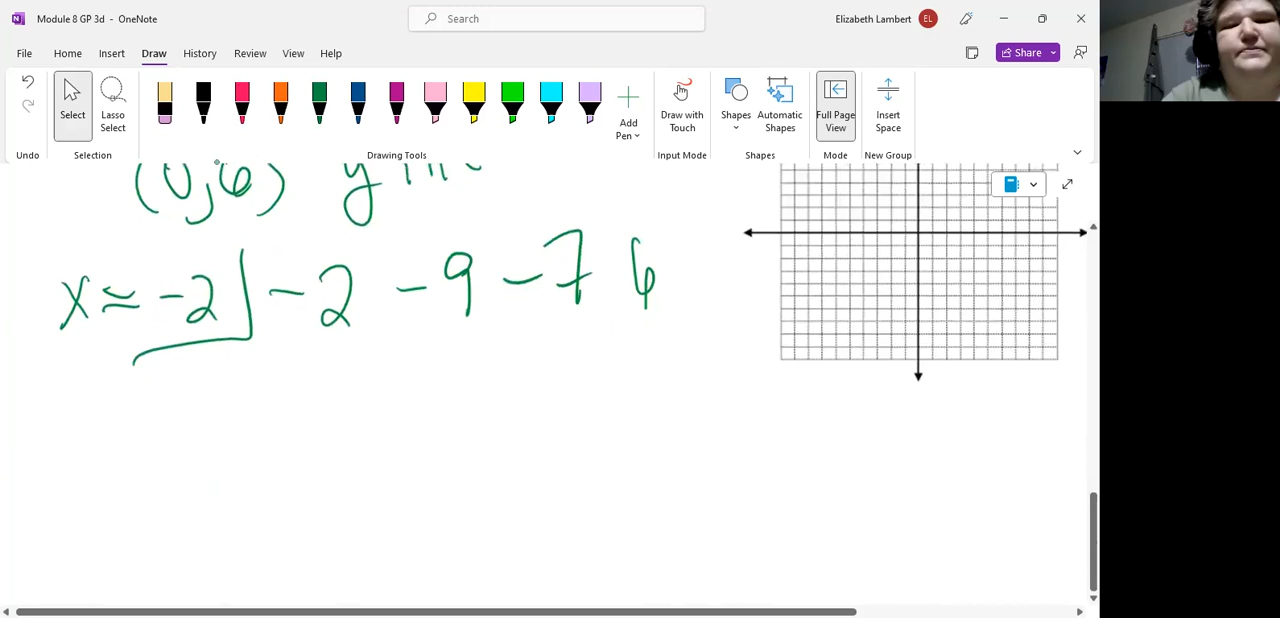 Module 8 GP 3d - OneNote
Search
Elizabeth Lambert EL
File Home Insert Draw History Review View Help
Share
Select
Lasso Select
Add Pen
Draw with Touch
Shapes
Automatic Shapes
Full Page View
Insert Space
Undo
Selection
Drawing Tools
Input Mode
Shapes
Mode
New Group
(0,6) y
x = -2 | -2 -9 -7 6